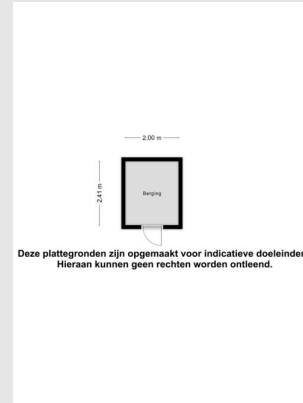 2.00 m
2.41 m
Berging
Deze plattegronden zijn opgemaakt voor indicatieve doeleinden
Hieraan kunnen geen rechten worden ontleend.